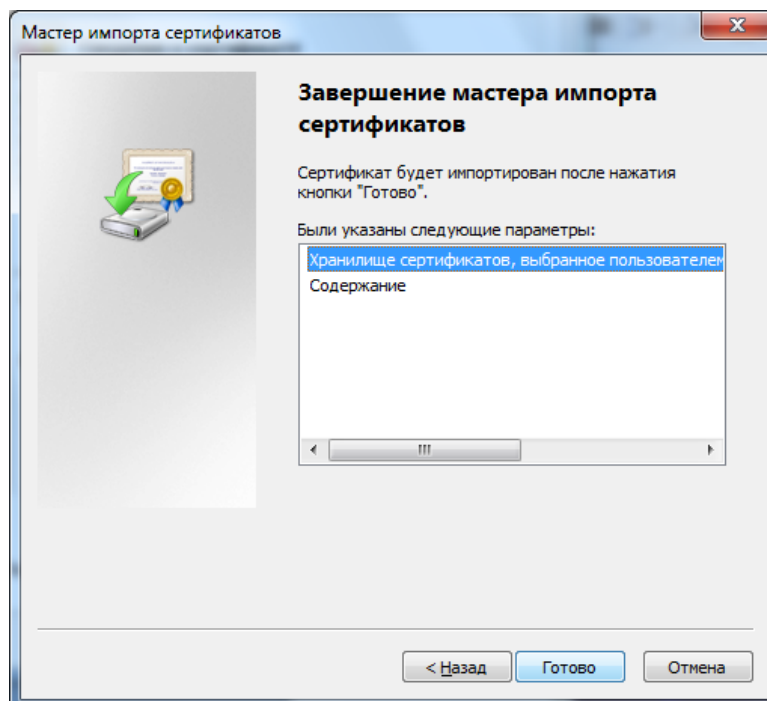 Мастер импорта сертификатов
Завершение мастера импорта
сертификатов
Сертификат будет импортирован после нажатия
кнопки "Готово".
Были указаны следующие параметры:
Хранилище сертификатов, выбранное пользователем
Содержание
< Назад
Готово
Отмена